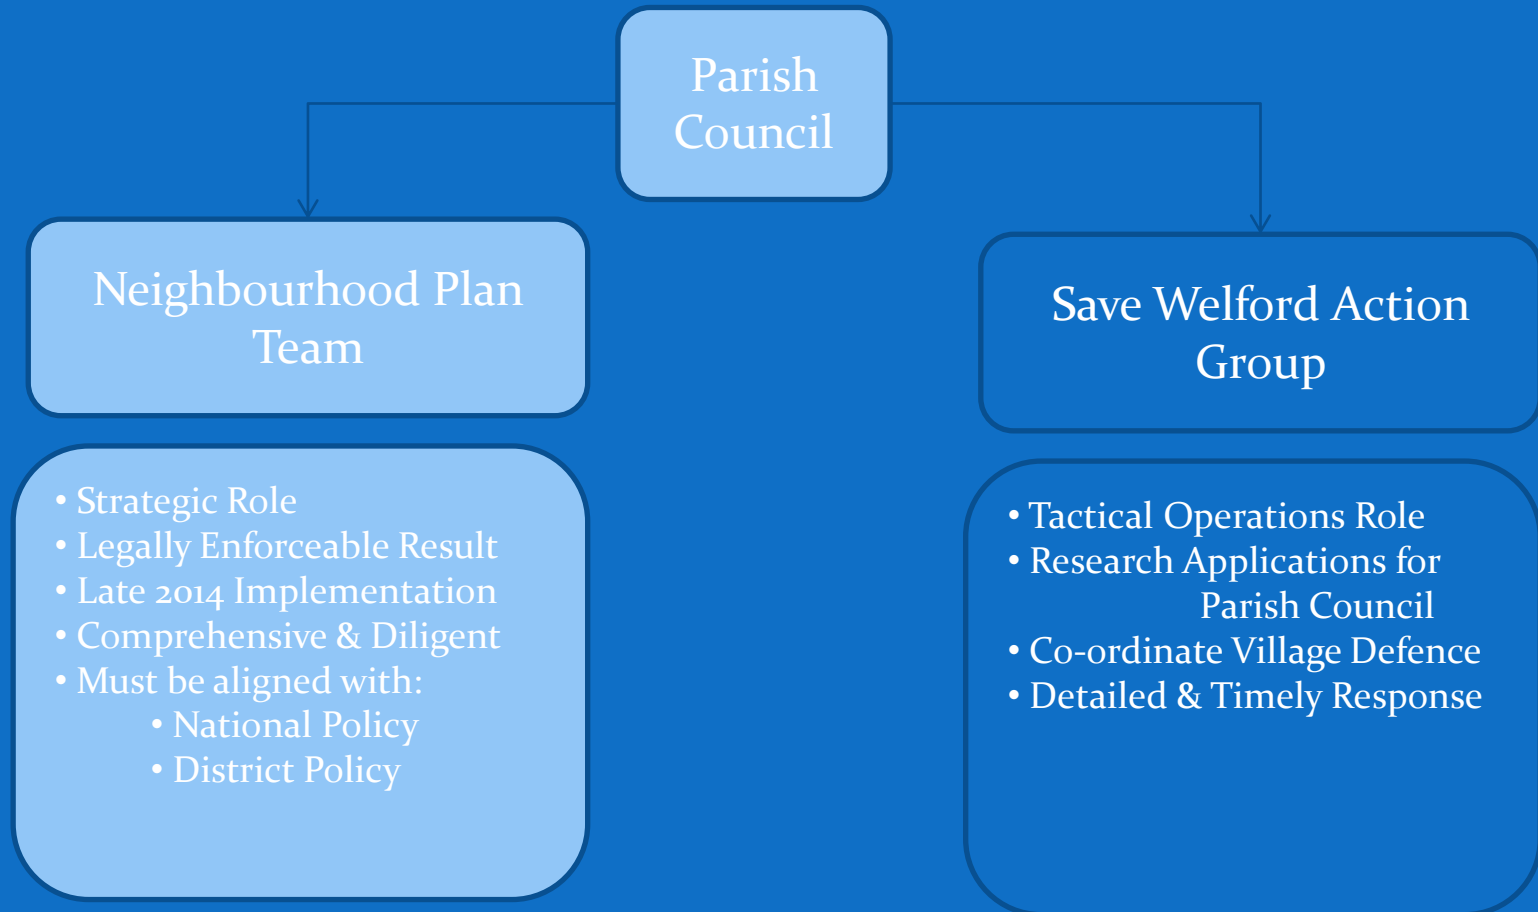 Parish
Council
Neighbourhood Plan
Team
• Strategic Role
• Legally Enforceable Result
• Late 2014 Implementation
• Comprehensive & Diligent
• Must be aligned with:
• National Policy
• District Policy
Save Welford Action
Group
• Tactical Operations Role
• Research Applications for
Parish Council
• Co-ordinate Village Defence
• Detailed & Timely Response